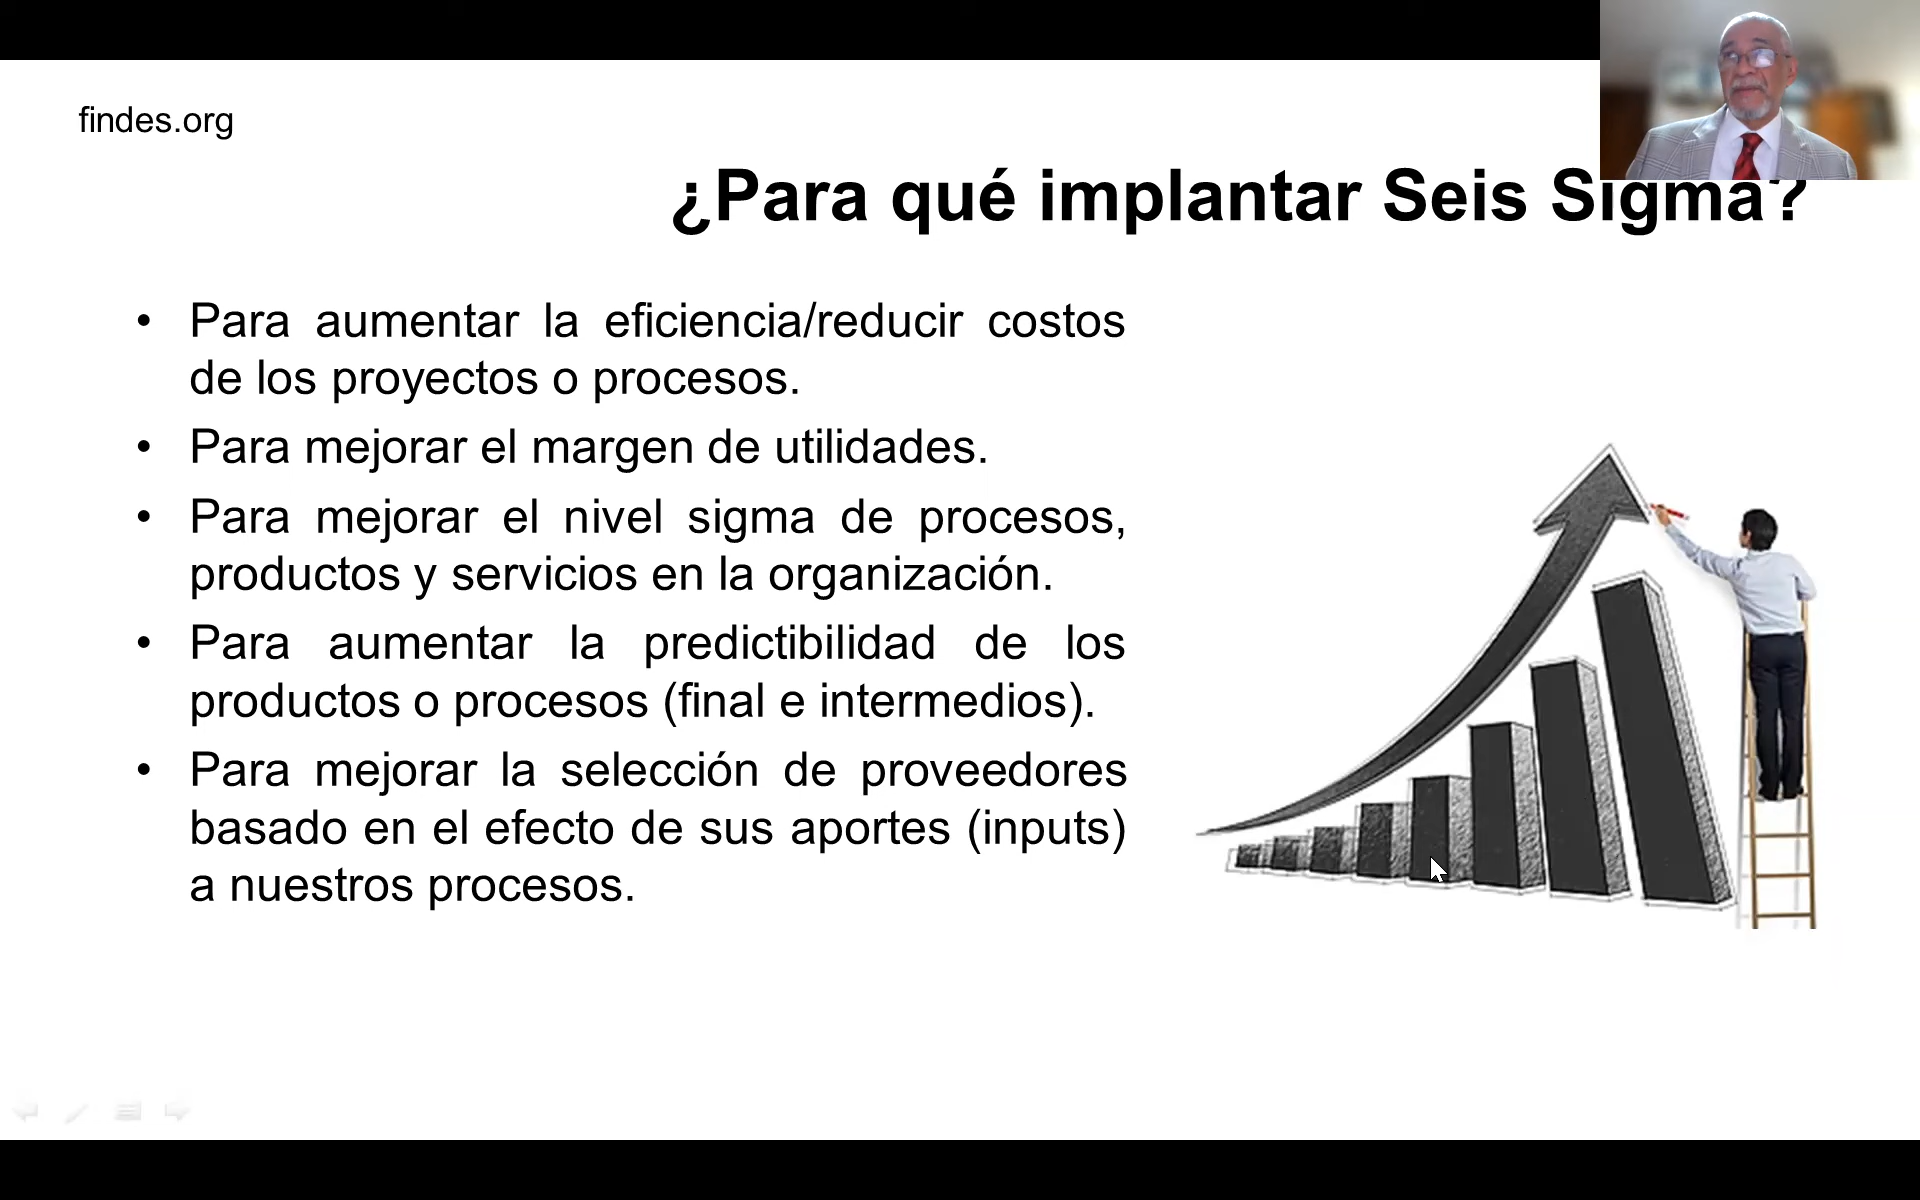 findes.org
¿Para qué implantar Seis Sigma?
• Para aumentar la eficiencia/reducir costos
de los proyectos o procesos.
• Para mejorar el margen de utilidades.
• Para mejorar el nivel sigma de procesos,
productos y servicios en la organización.
• Para aumentar la predictibilidad de los
productos o procesos (final e intermedios).
• Para mejorar la selección de proveedores
basado en el efecto de sus aportes (inputs)
a nuestros procesos.